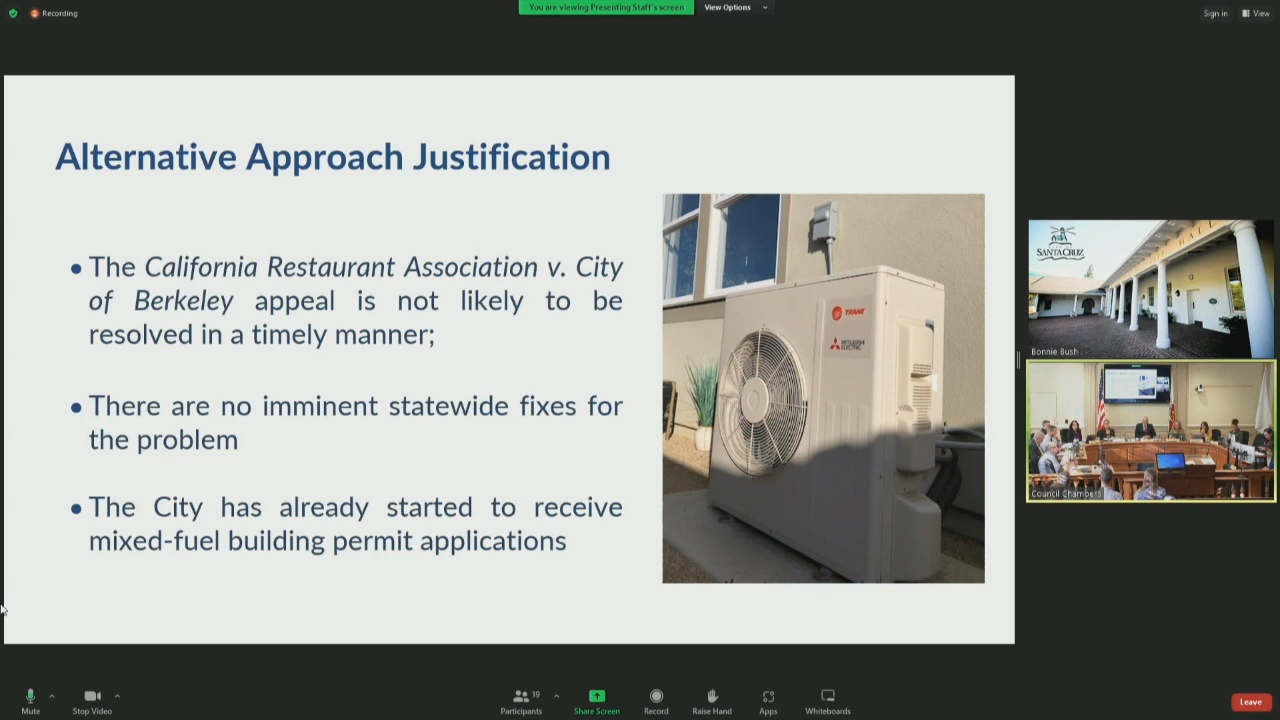 Recording
You are viewing Presenting Staff's screen
View Options
Sign in
View
Alternative Approach Justification
• The California Restaurant Association v. City
of Berkeley appeal is not likely to be
resolved in a timely manner;
• There are no imminent statewide fixes for
the problem
• The City has already started to receive
mixed-fuel building permit applications
TRANE
MITSUBISHI
ELECTRIC
SANTA CRUZ
Bonnie Bush
Council Chambers
Mute
Stop Video
Participants
19
Share Screen
Record
Raise Hand
Apps
Whiteboards
Leave